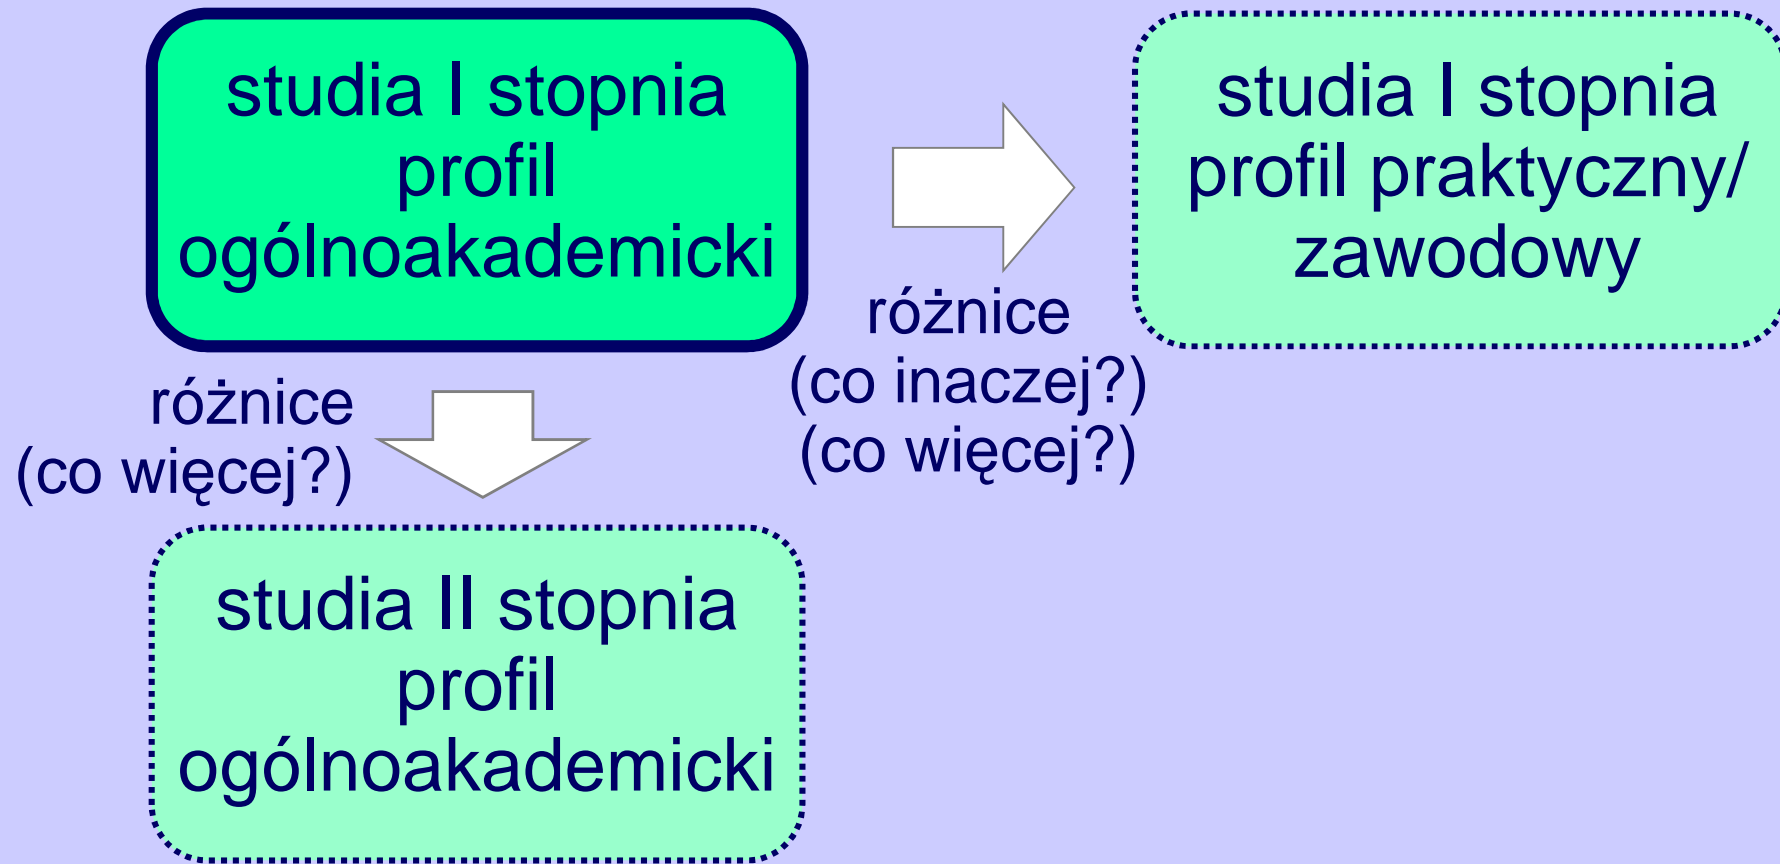 studia I stopnia
profil
ogólnoakademicki
studia I stopnia
profil praktyczny/
zawodowy
różnice
(co inaczej?)
(co więcej?)
różnice
(co więcej?)
studia II stopnia
profil
ogólnoakademicki